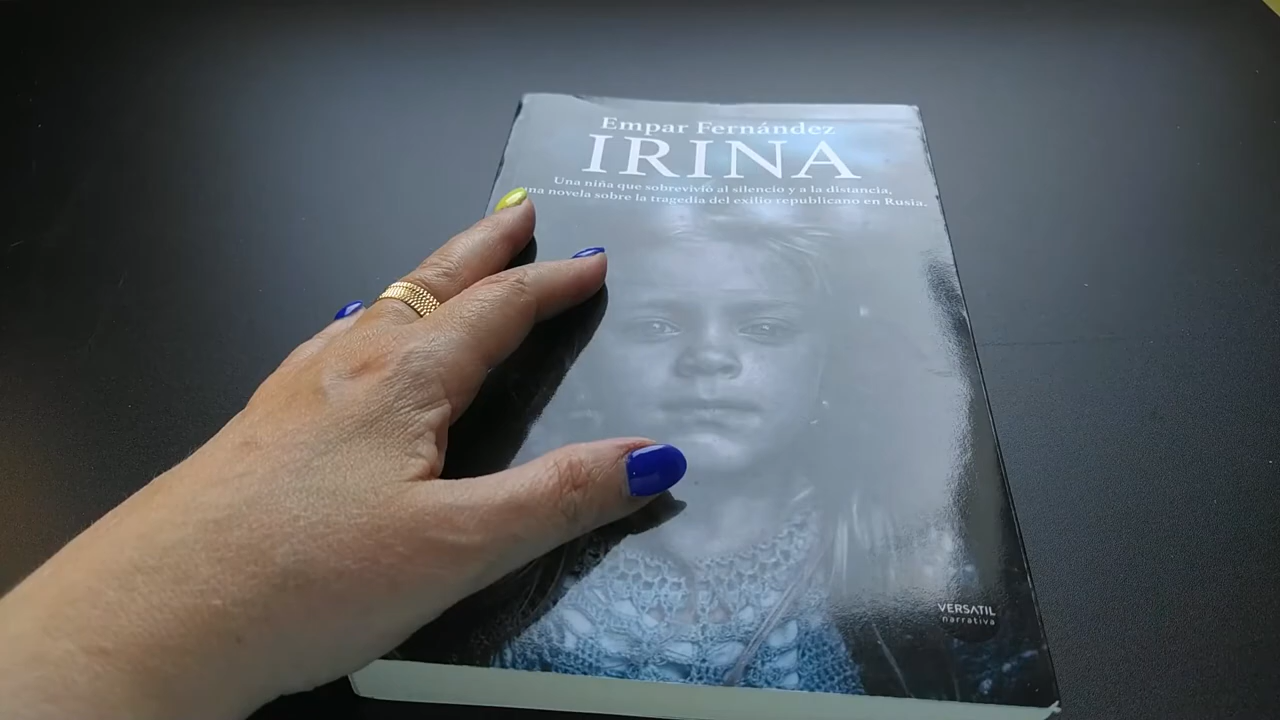 Empar Fernández
IRINA
Una niña que sobrevivió al silencio y a la distancia,
una novela sobre la tragedia del exilio republicano en Rusia.
VERSATIL
narrativa